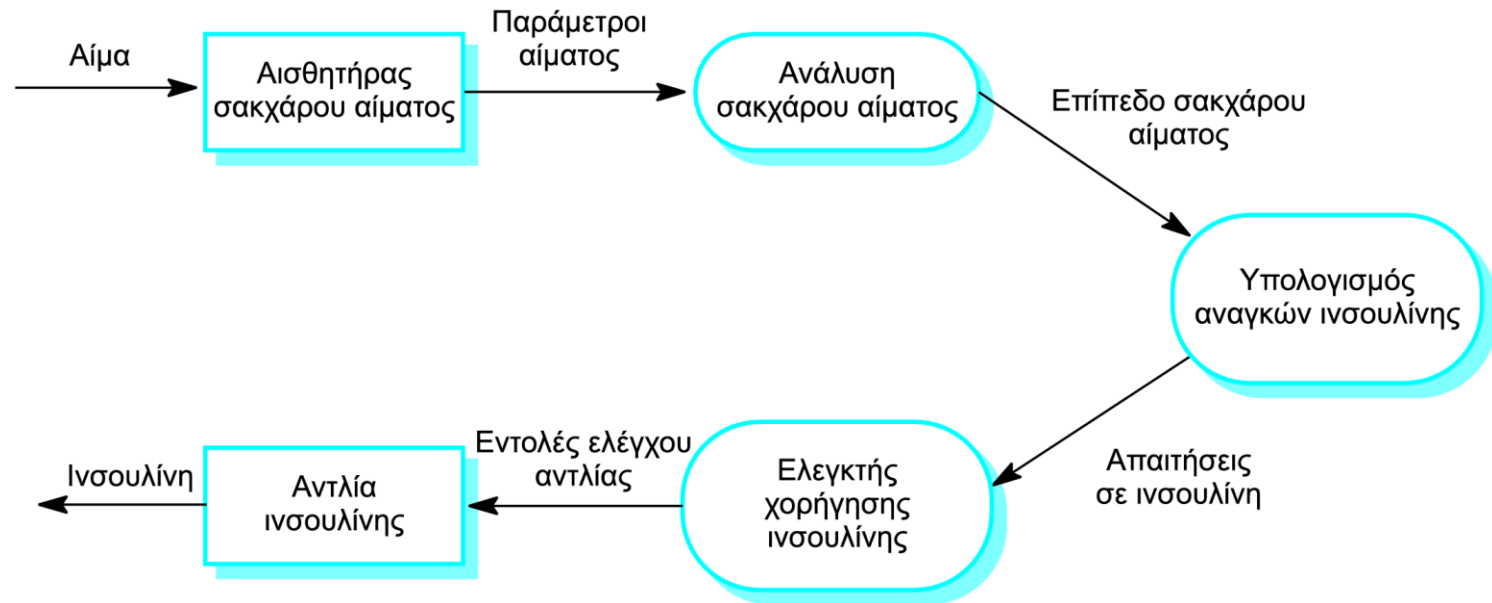 Αίμα
Αισθητήρας
σακχάρου αίματος
Παράμετροι
αίματος
Ανάλυση
σακχάρου αίματος
Επίπεδο σακχάρου
αίματος
Υπολογισμός
αναγκών ινσουλίνης
Απαιτήσεις
σε ινσουλίνη
Ελεγκτής
χορήγησης
ινσουλίνης
Εντολές ελέγχου
αντλίας
Αντλία
ινσουλίνης
Ινσουλίνη